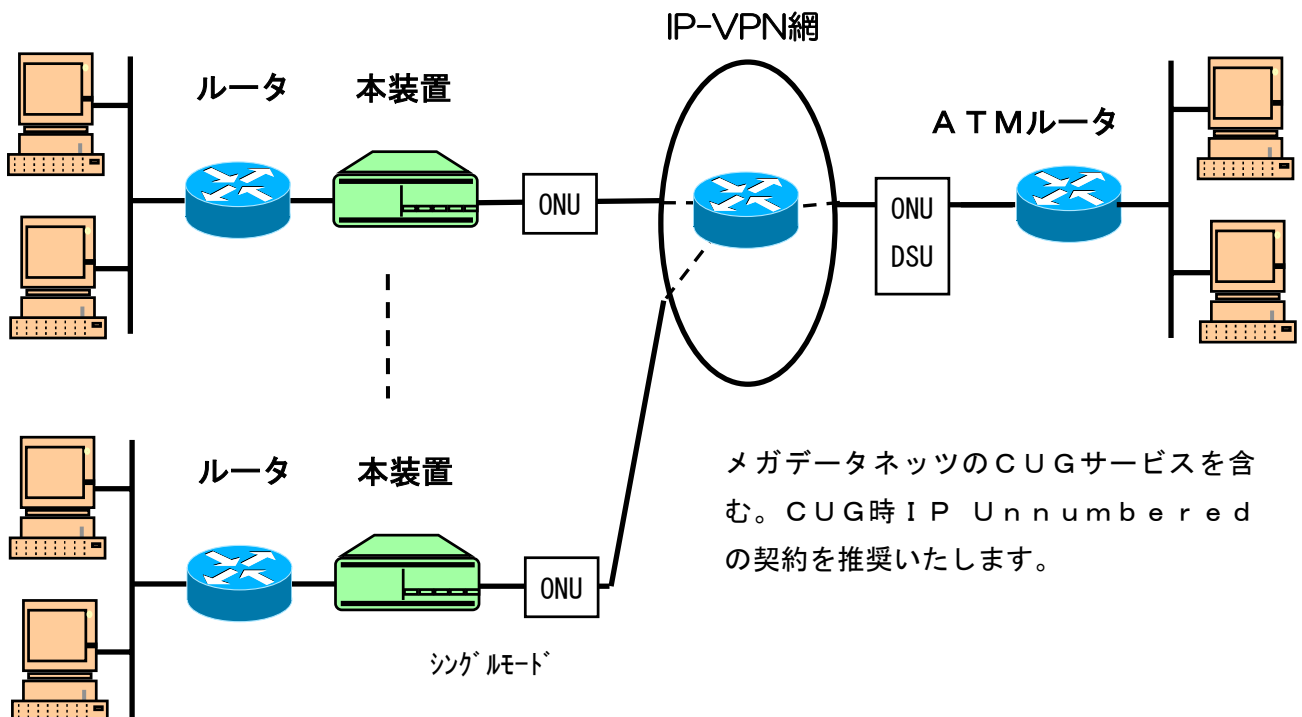 IP-VPN網
ルータ
本装置
ATMルータ
ONU
ONU
DSU
ルータ
本装置
メガデータネッツのCUGサービスを含
む。CUG時IP Unnumbered
の契約を推奨いたします。
ONU
シングルモード